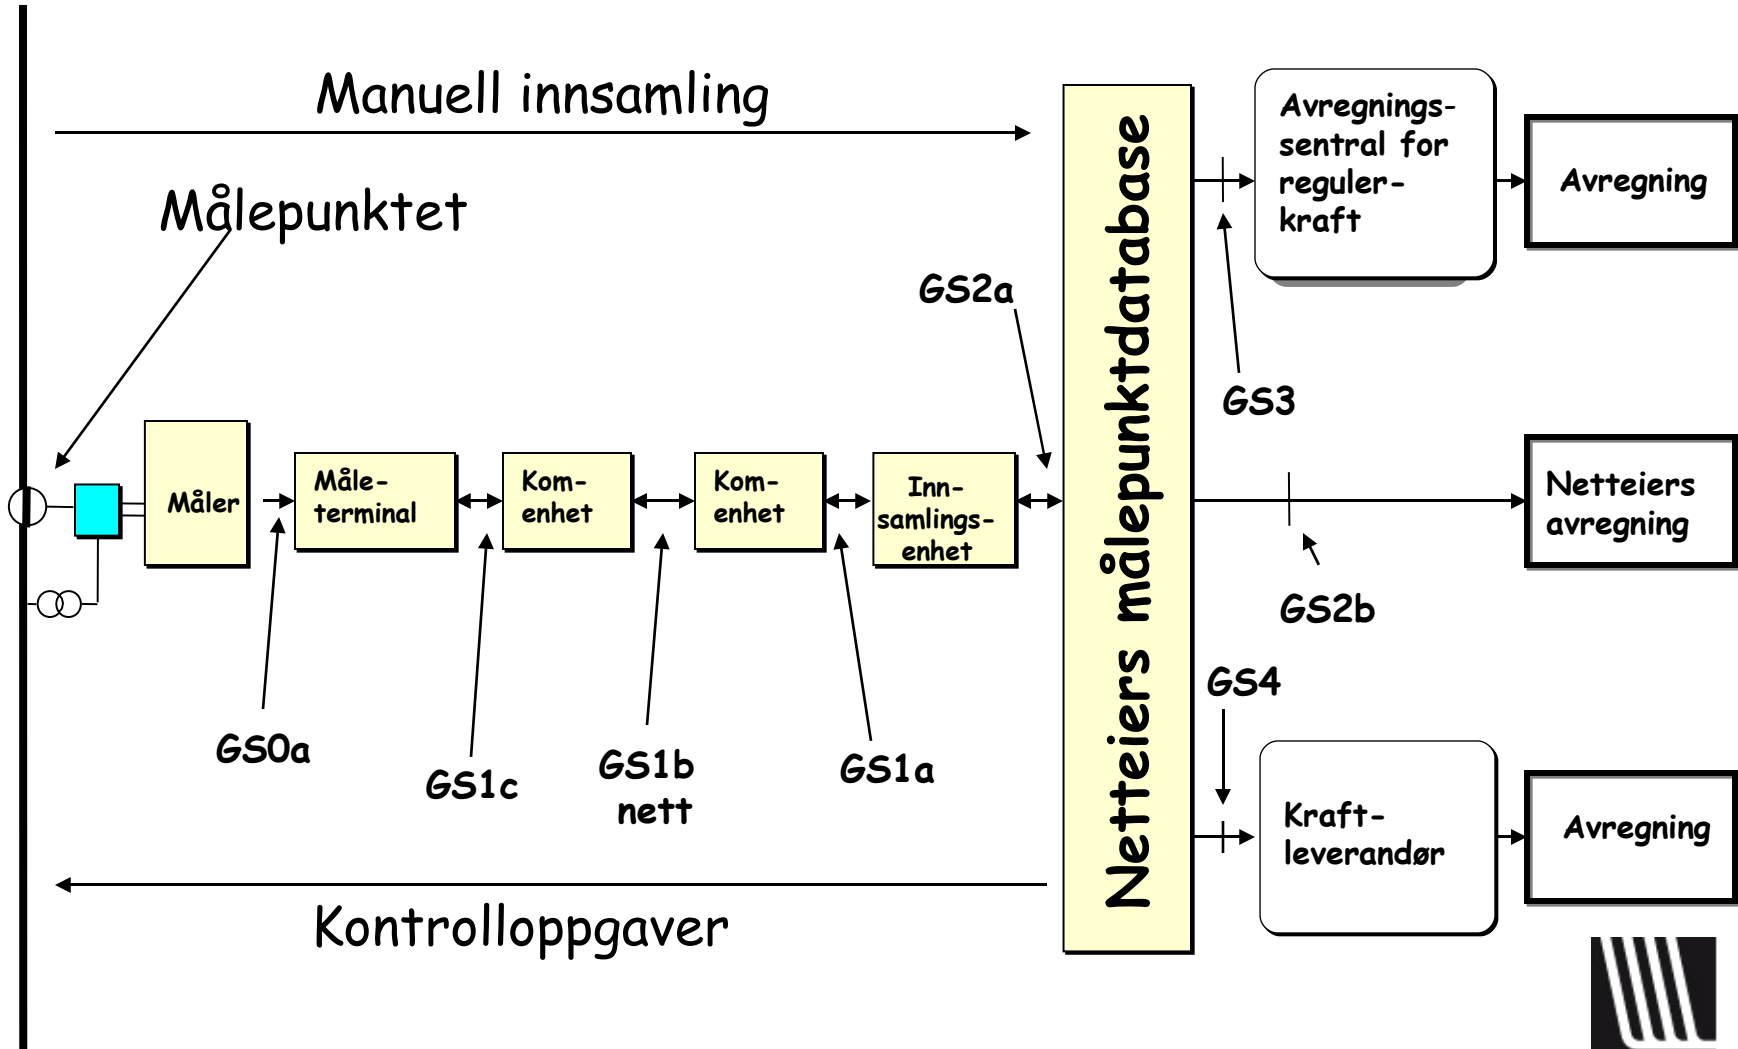 Manuell innsamling
Målepunktet
Netteiers målepunktdatabase
Avregnings-
sentral for
reguler-
kraft
Avregning
GS2a
GS3
Måler
Måle-
terminal
Kom-
enhet
Kom-
enhet
Inn-
samlings-
enhet
Netteiers
avregning
GS2b
GS4
GS0a
GS1c
GS1b
nett
GS1a
Kraft-
leverandør
Avregning
Kontrolloppgaver